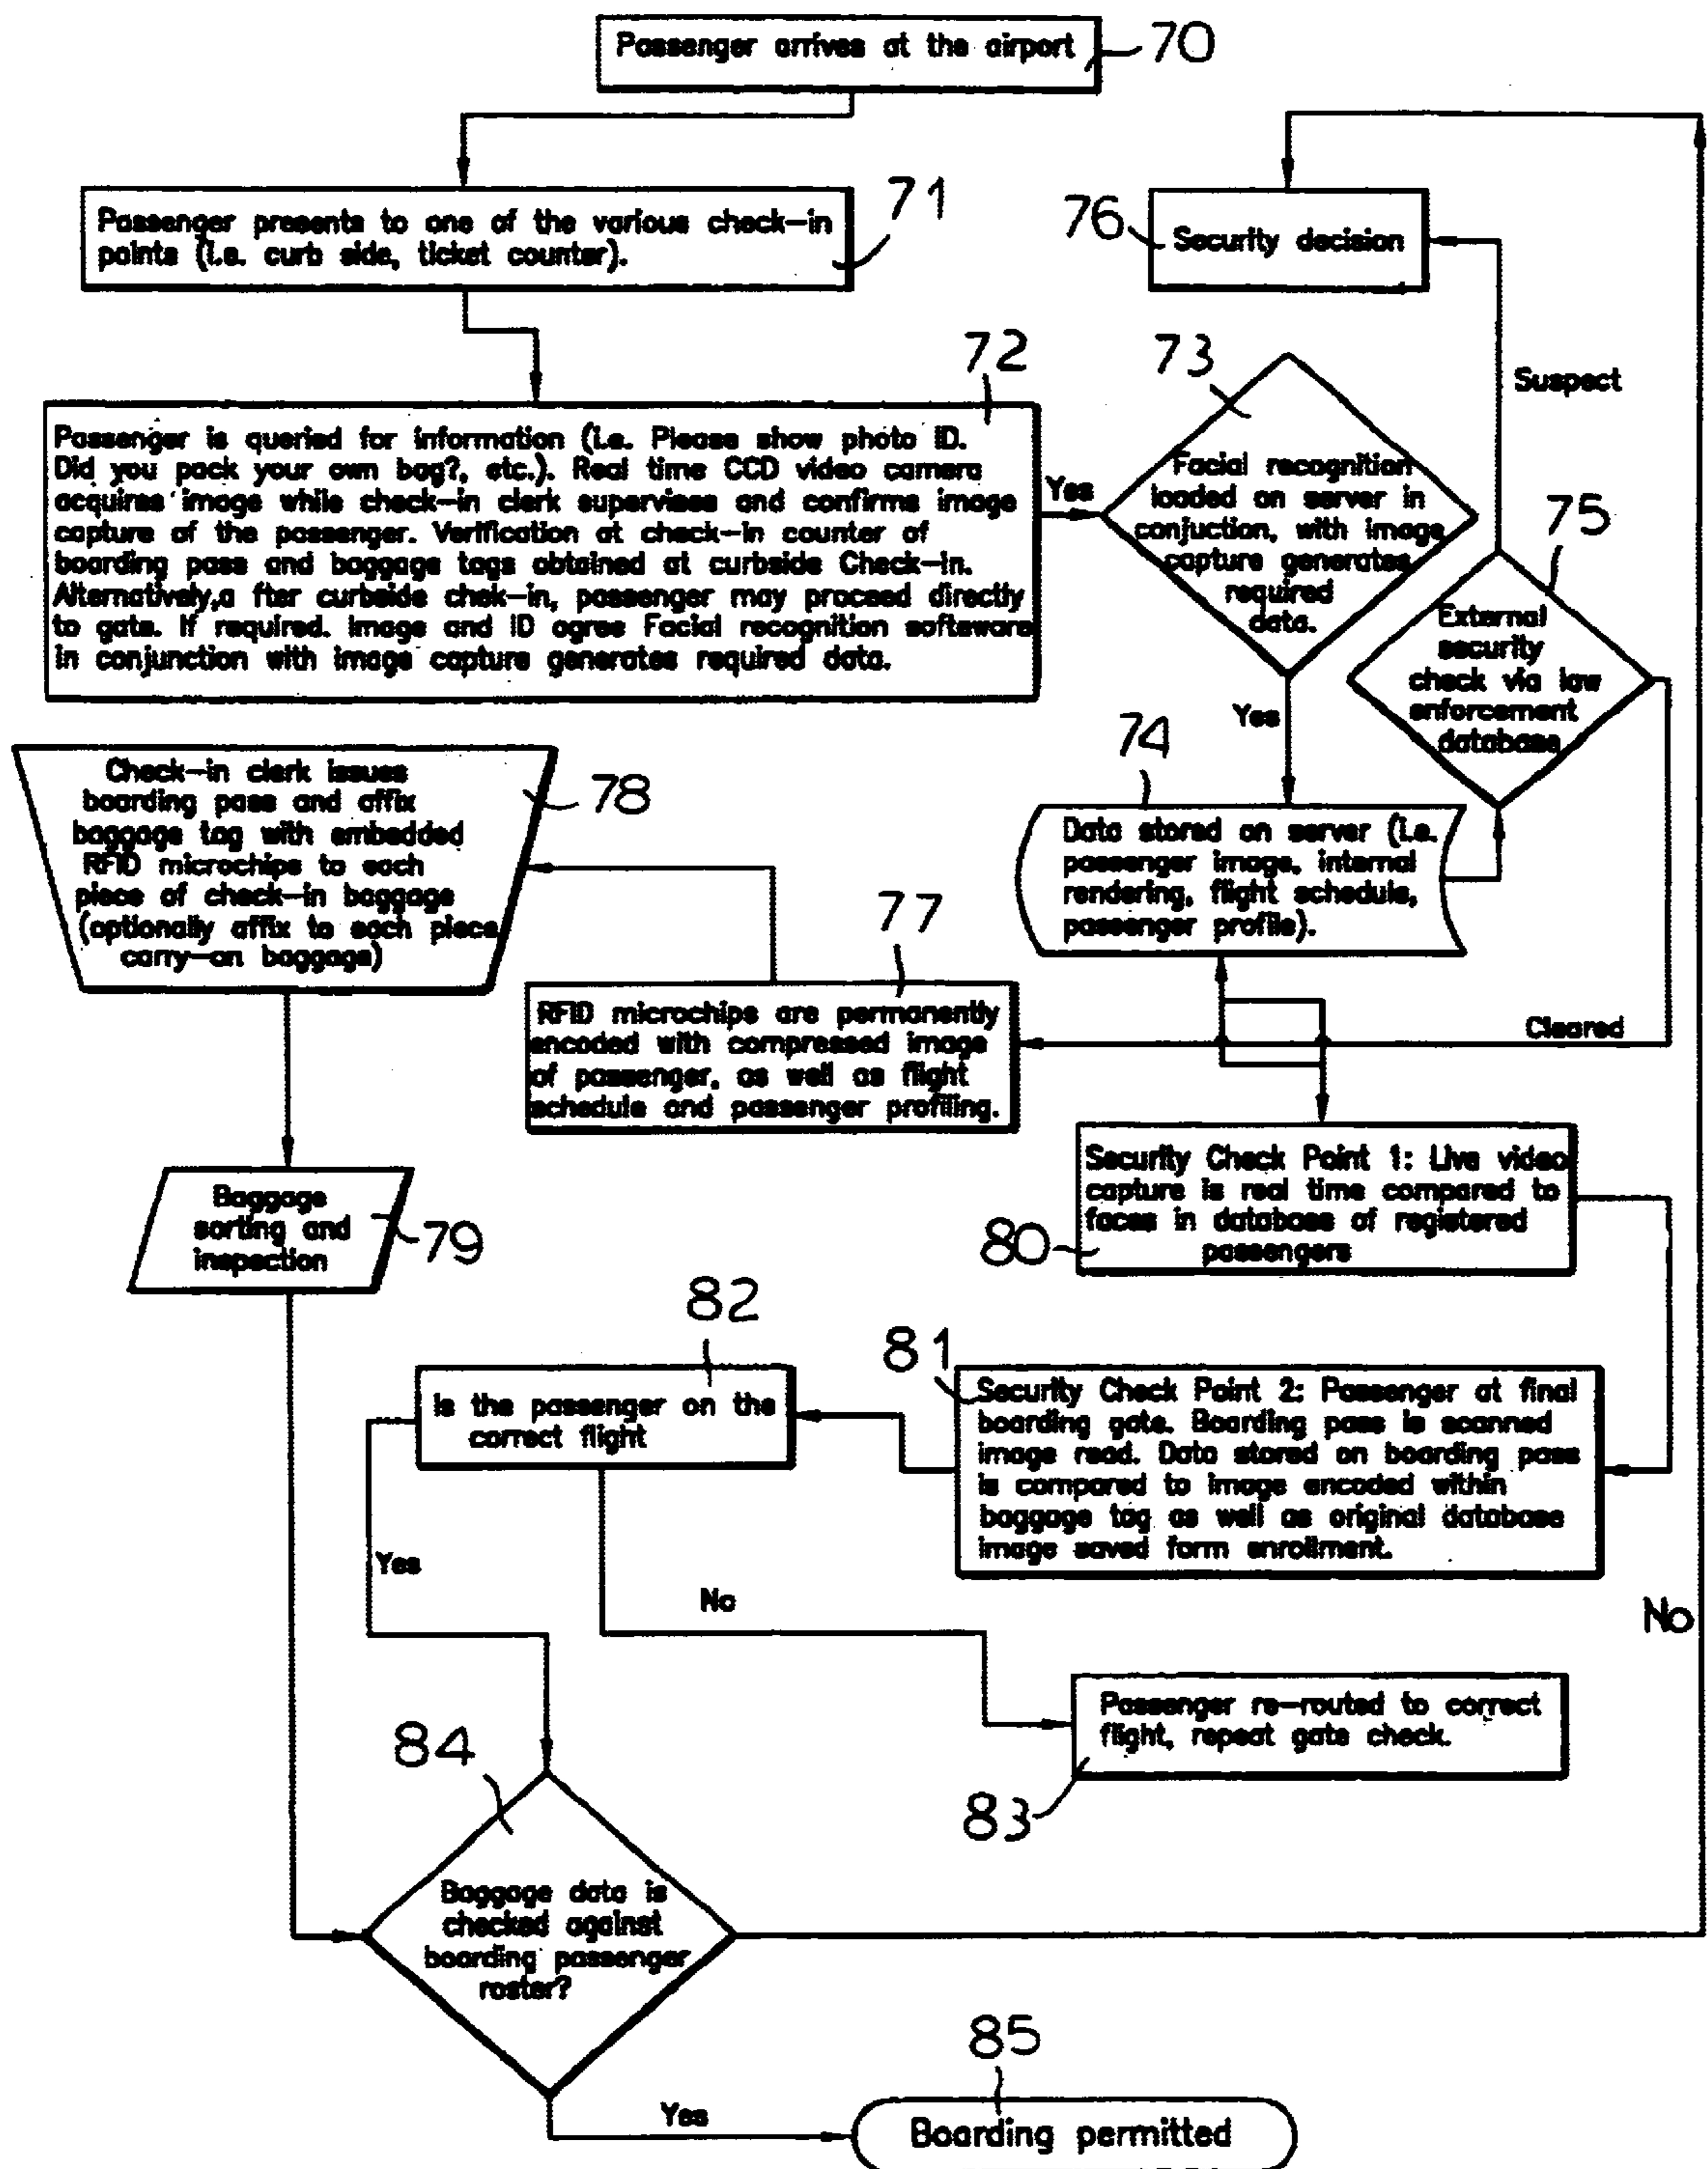 Passenger arrives at the airport
70
71
Passenger presents to one of the various check-in
points (i.e. curb side, ticket counter).
76
Security decision
72
Passenger is queried for information (i.e. Please show photo ID.
Did you pack your own bag?, etc.). Real time CCD video camera
acquires image while check-in clerk supervises and confirms image
capture of the passenger. Verification at check-in counter of
boarding pass and baggage tags obtained at curbside Check-in.
Alternatively,a fter curbside chek-in, passenger may proceed directly
to gate. If required. Image and ID agree Facial recognition softeware
in conjunction with image capture generates required data.
Yes
73
Facial recognition
loaded on server in
conjuction, with image
capture generates
required
data.
Suspect
75
External
security
check via law
enforcement
database
Yes
74
Data stored on server (i.e.
passenger image, internal
rendering, flight schedule,
passenger profile).
Check-in clerk issues
boarding pass and affix
baggage tag with embedded
RFID microchips to each
piece of check-in baggage
(optionally affix to each piece
carry-on baggage)
78
77
RFID microchips are permanently
encoded with compressed image
of passenger, as well as flight
schedule and passenger profiling.
Cleared
Baggage
sorting and
inspection
79
80
Security Check Point 1: Live video
capture is real time compared to
faces in database of registered
passengers
82
Is the passenger on the
correct flight
81
Security Check Point 2: Passenger at final
boarding gate. Boarding pass is scanned
image read. Data stored on boarding pass
is compared to image encoded within
baggage tag as well as original database
image saved form enrollment.
Yes
No
No
Passenger re-routed to correct
flight, repeat gate check.
83
84
Baggage data is
checked against
boarding passenger
roster?
85
Yes
Boarding permitted